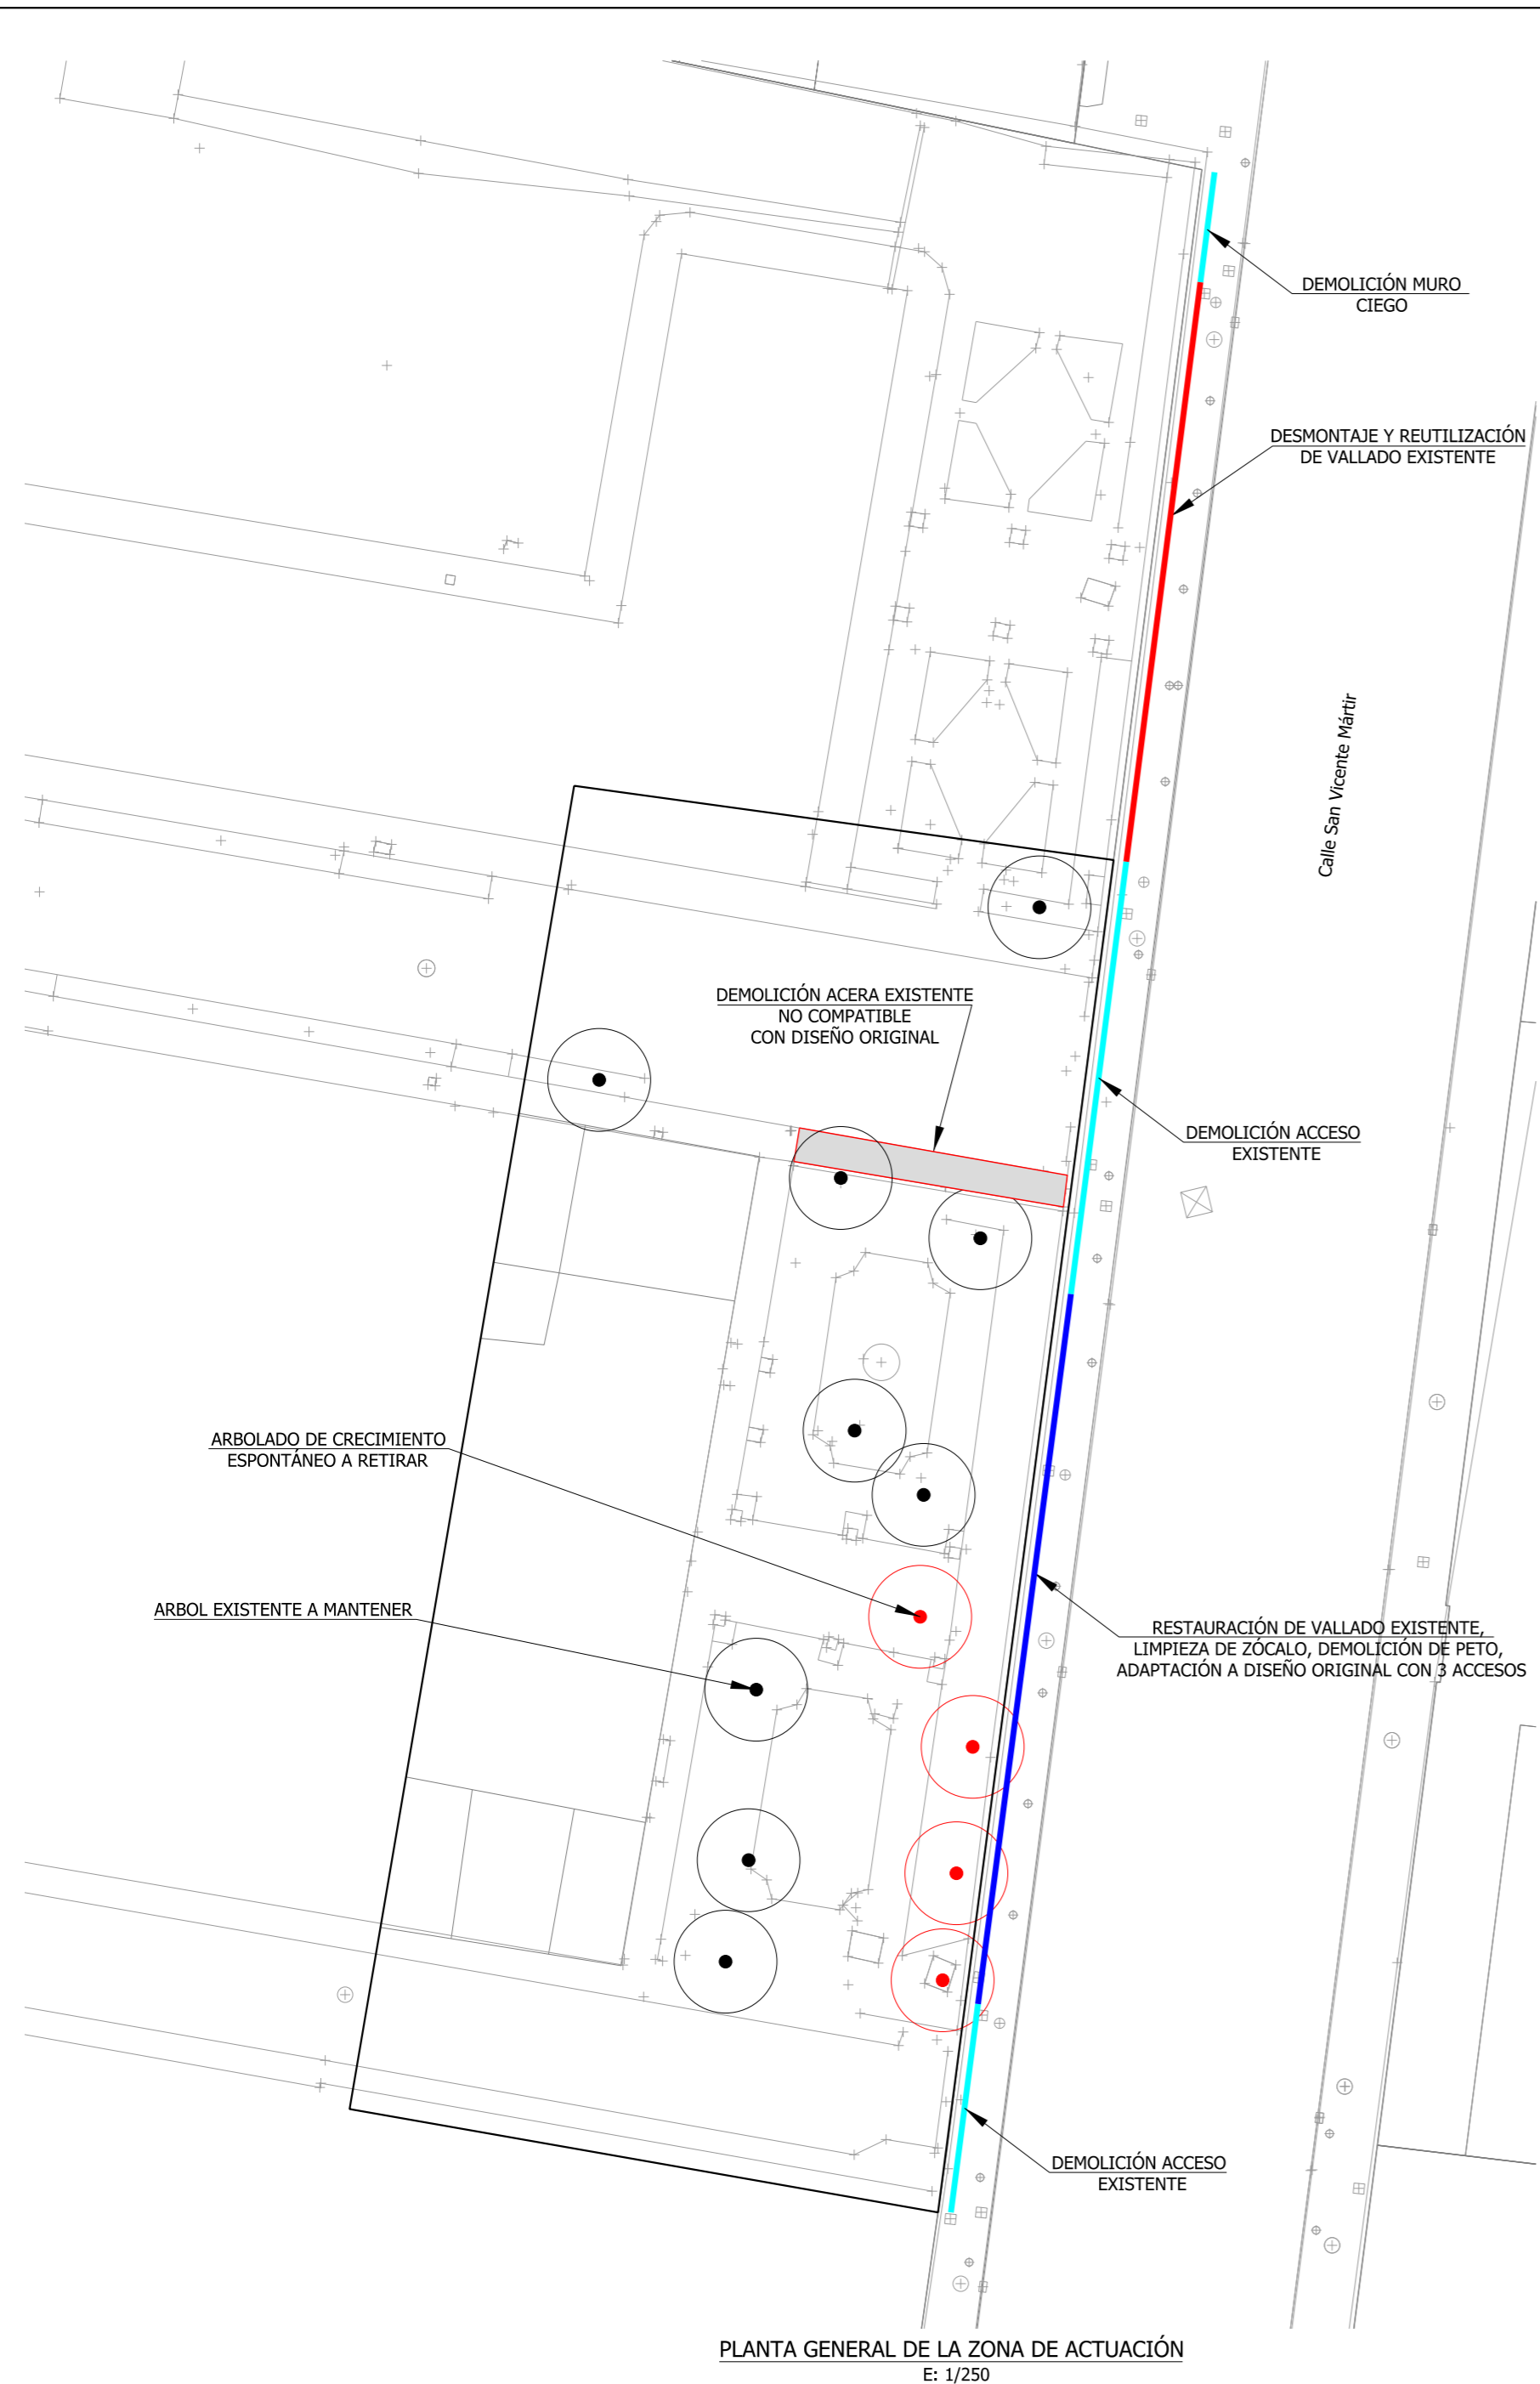 DEMOLICIÓN MURO
CIEGO
DESMONTAJE Y REUTILIZACIÓN
DE VALLADO EXISTENTE
Calle San Vicente Mártir
DEMOLICIÓN ACERA EXISTENTE
NO COMPATIBLE
CON DISEÑO ORIGINAL
DEMOLICIÓN ACCESO
EXISTENTE
ARBOLADO DE CRECIMIENTO
ESPONTÁNEO A RETIRAR
ARBOL EXISTENTE A MANTENER
RESTAURACIÓN DE VALLADO EXISTENTE,
LIMPIEZA DE ZÓCALO, DEMOLICIÓN DE PETO,
ADAPTACIÓN A DISEÑO ORIGINAL CON 3 ACCESOS
DEMOLICIÓN ACCESO
EXISTENTE
PLANTA GENERAL DE LA ZONA DE ACTUACIÓN
E: 1/250